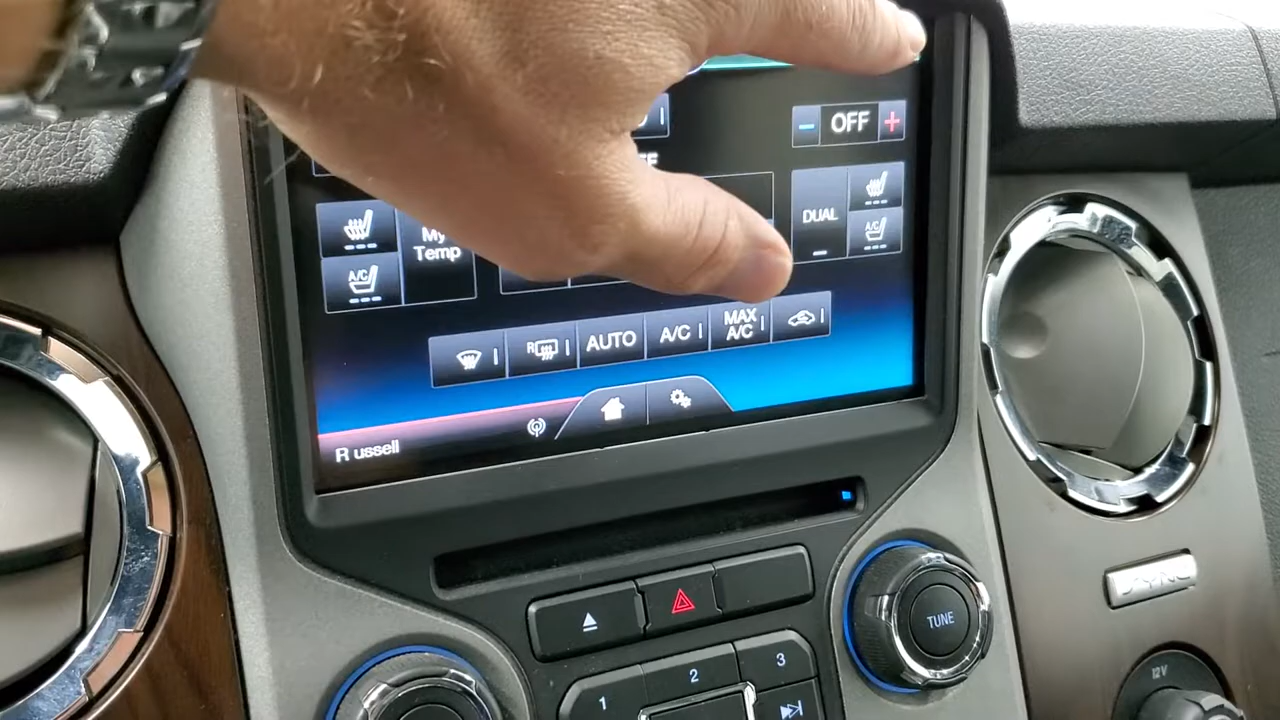 − OFF +
DUAL
A/C
My
Temp
A/C
R
AUTO
A/C
MAX
A/C
R ussell
TUNE
SYNC
1
2
3
12V